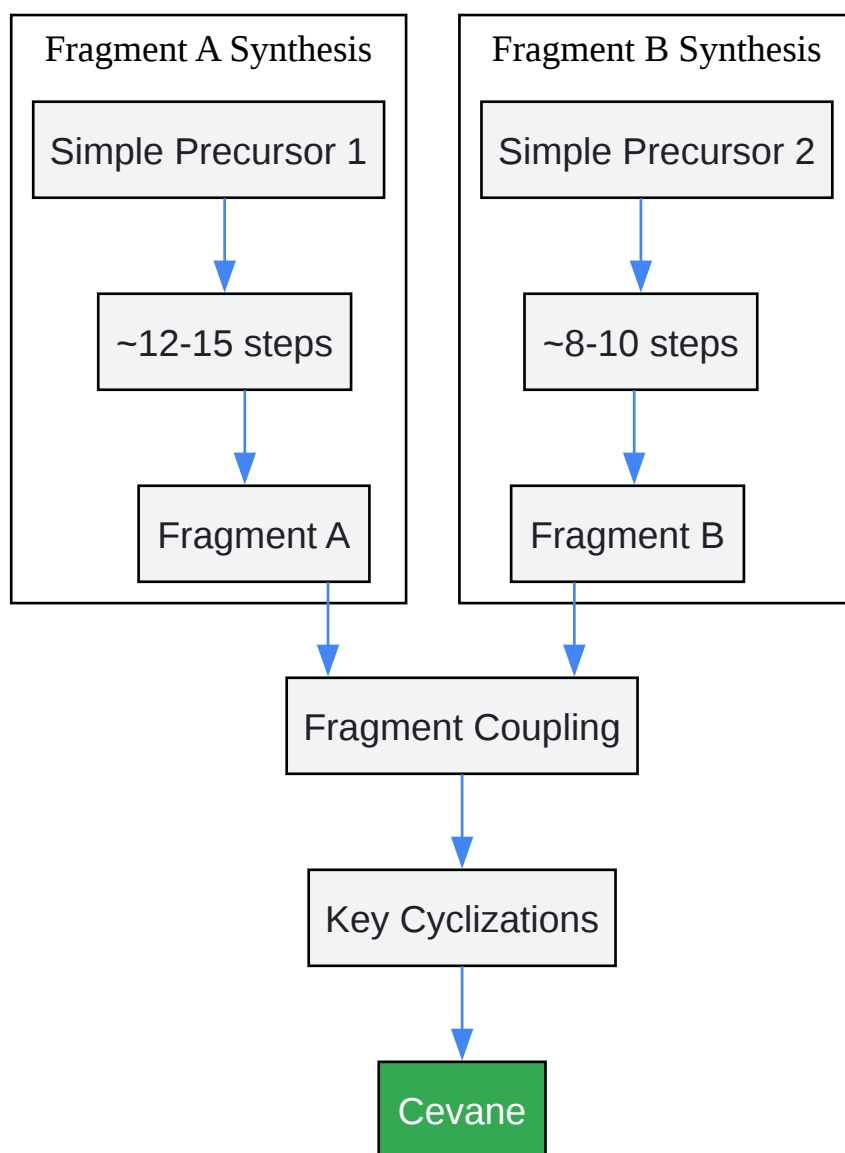 Fragment A Synthesis
Simple Precursor 1
~12-15 steps
Fragment A
Fragment B Synthesis
Simple Precursor 2
~8-10 steps
Fragment B
Fragment Coupling
Key Cyclizations
Cevane